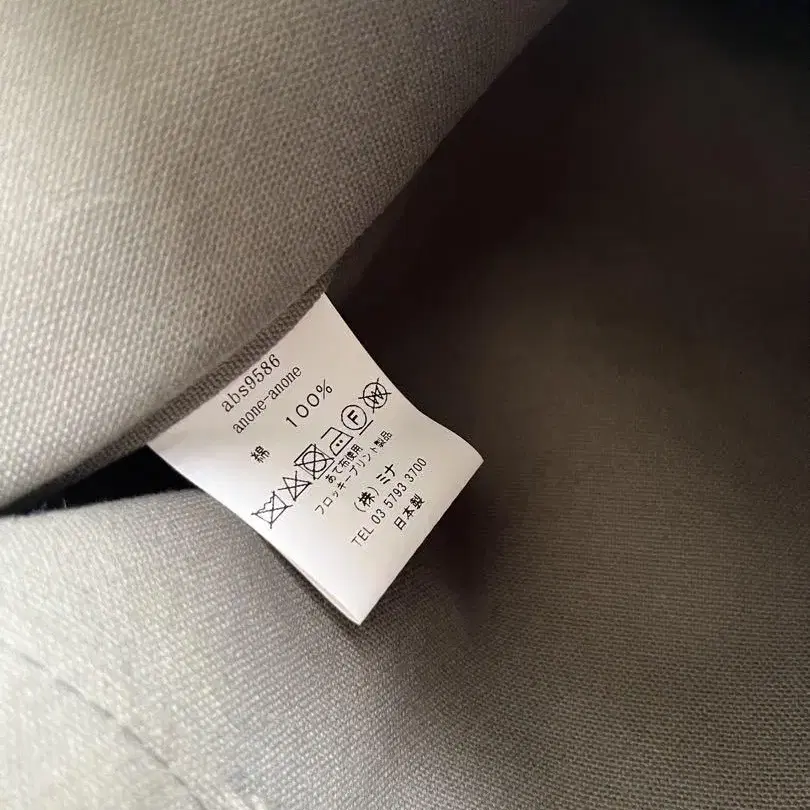 abs9586
anone-anone
綿 100%
F W
あて布使用
フロッキープリント製品
(株)ミナ
TEL 03 5793 3700
日本製